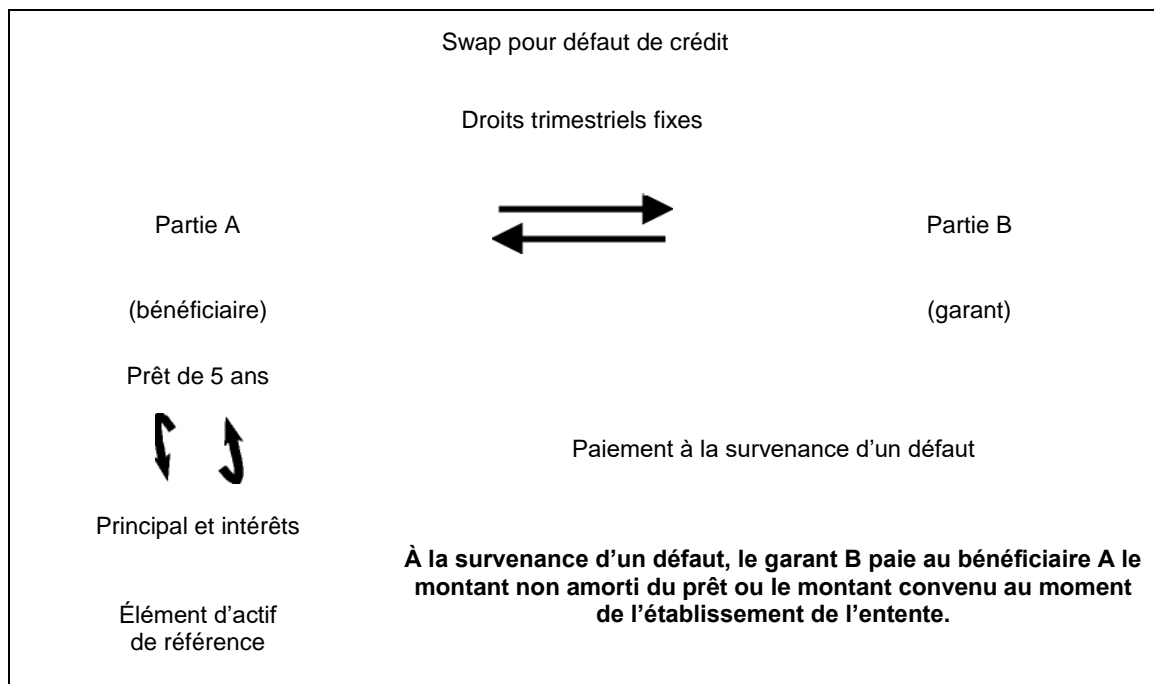 Swap pour défaut de crédit
Droits trimestriels fixes
Partie A
Partie B
(bénéficiaire)
(garant)
Prêt de 5 ans
Paiement à la survenance d’un défaut
Principal et intérêts
À la survenance d’un défaut, le garant B paie au bénéficiaire A le
montant non amorti du prêt ou le montant convenu au moment
de l’établissement de l’entente.
Élément d’actif
de référence